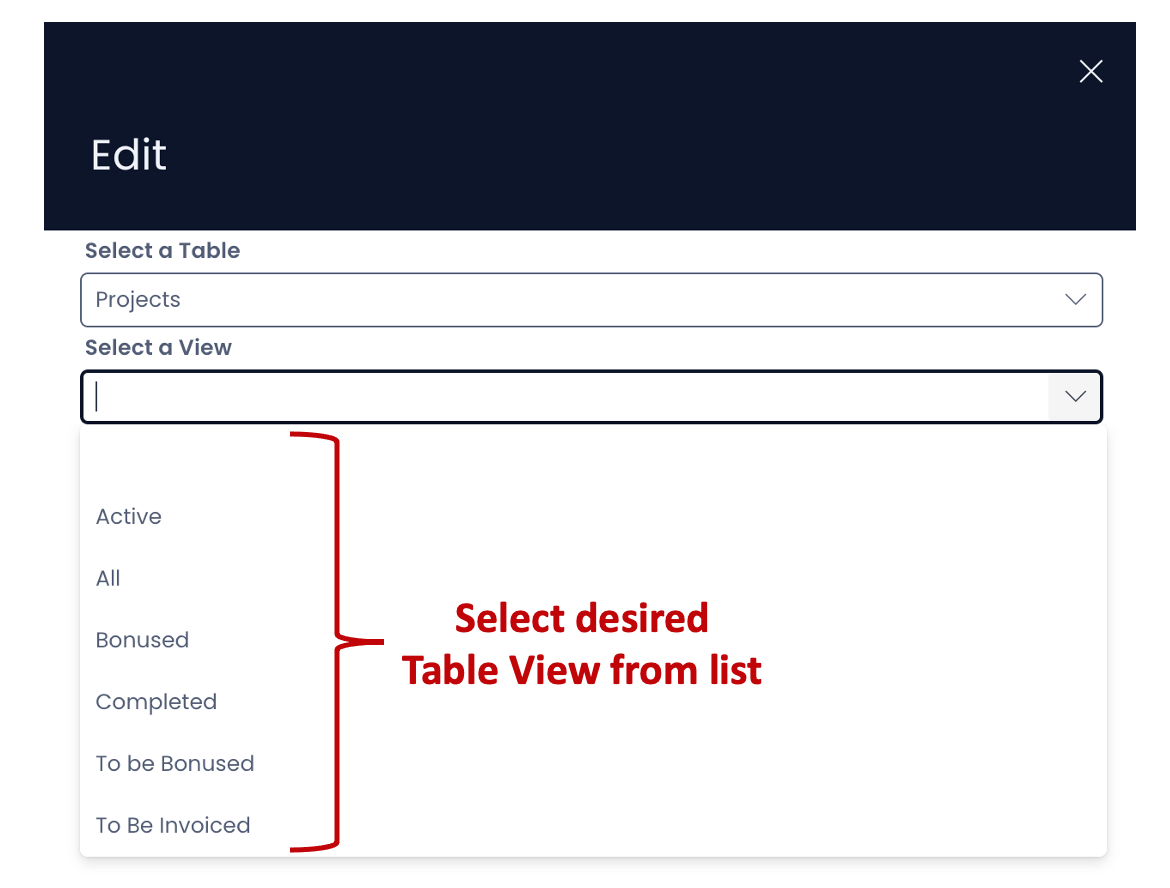 Edit
Select a Table
Projects
Select a View
Active
All
Bonused
Completed
To be Bonused
To Be Invoiced
Select desired
Table View from list